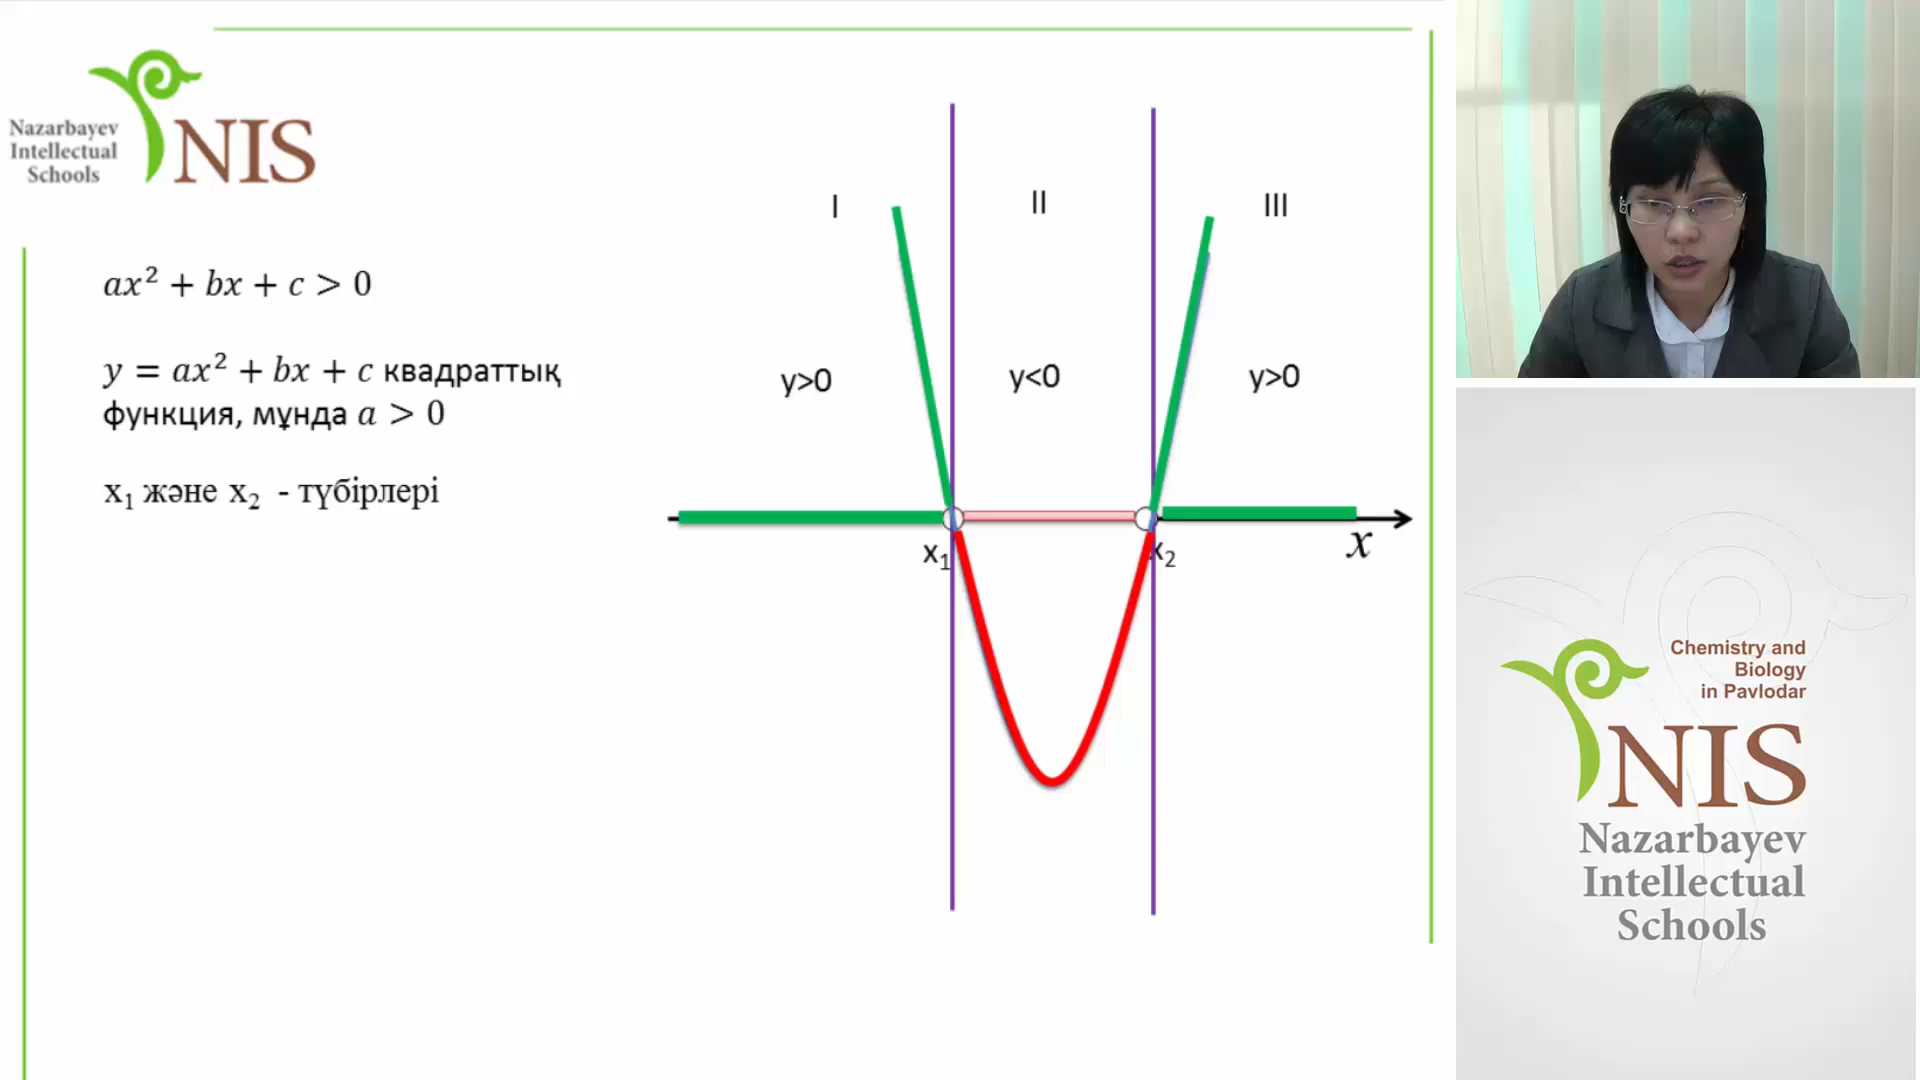 Nazarbayev
Intellectual
Schools
NIS
ax² + bx + c > 0
y = ax² + bx + c квадраттық
функция, мұнда a > 0
x₁ және x₂ - түбірлері
I
II
III
y>0
y<0
y>0
x₁
x₂
x
Chemistry and
Biology
in Pavlodar
NIS
Nazarbayev
Intellectual
Schools